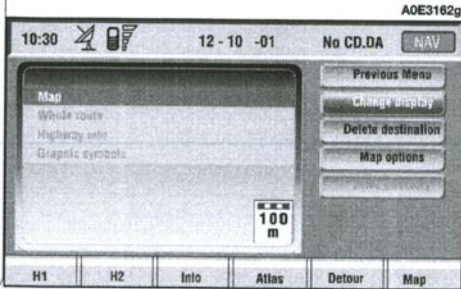 A0E3162g
10:30 12 - 10 -01 No CD.DA NAV
Previous Menu
Map
Change display
Whole route
Delete destination
Highway info
Graphic symbols
Map options
100
m
H1 H2 Info Atlas Detour Map